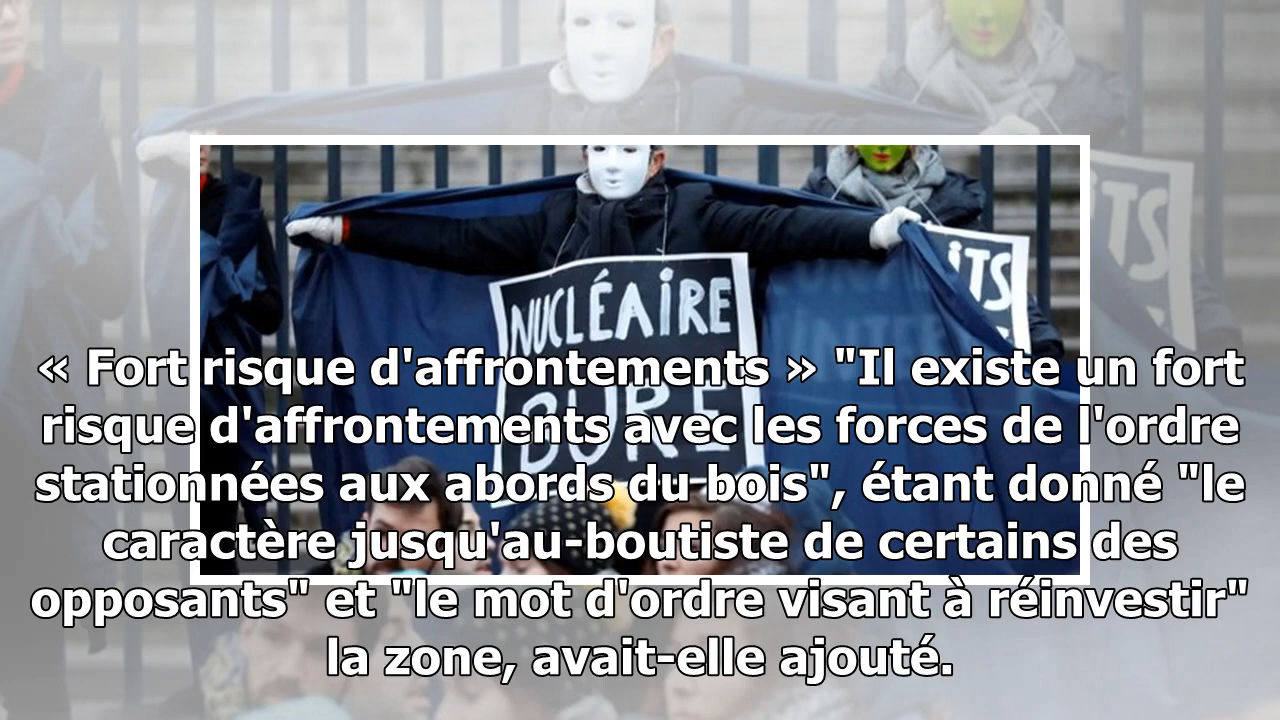 NUCLÉAIRE
BURE
ITS
« Fort risque d'affrontements » "Il existe un fort
risque d'affrontements avec les forces de l'ordre
stationnées aux abords du bois", étant donné "le
caractère jusqu'au-boutiste de certains des
opposants" et "le mot d'ordre visant à réinvestir"
la zone, avait-elle ajouté.